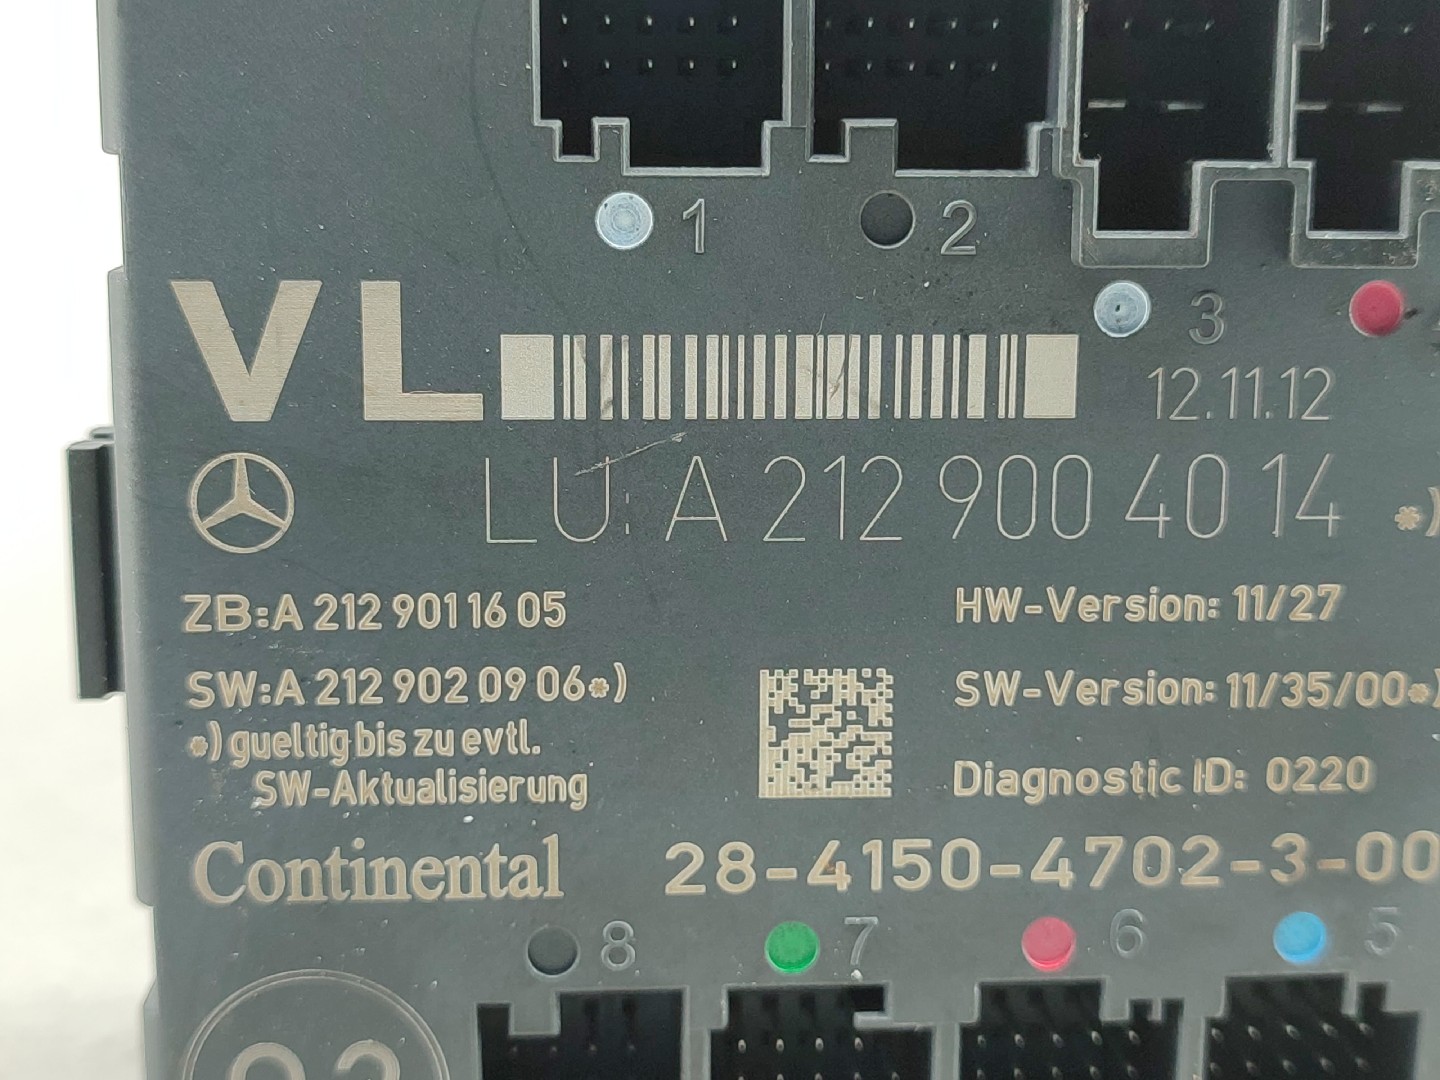 1 2
3
VL
12.11.12
LU: A 212 900 40 14 *)
ZB:A 212 901 16 05
HW-Version: 11/27
SW:A 212 902 09 06*)
SW-Version: 11/35/00*)
*) gueltig bis zu evtl.
SW-Aktualisierung
Diagnostic ID: 0220
Continental 28-4150-4702-3-00
8 7 6 5